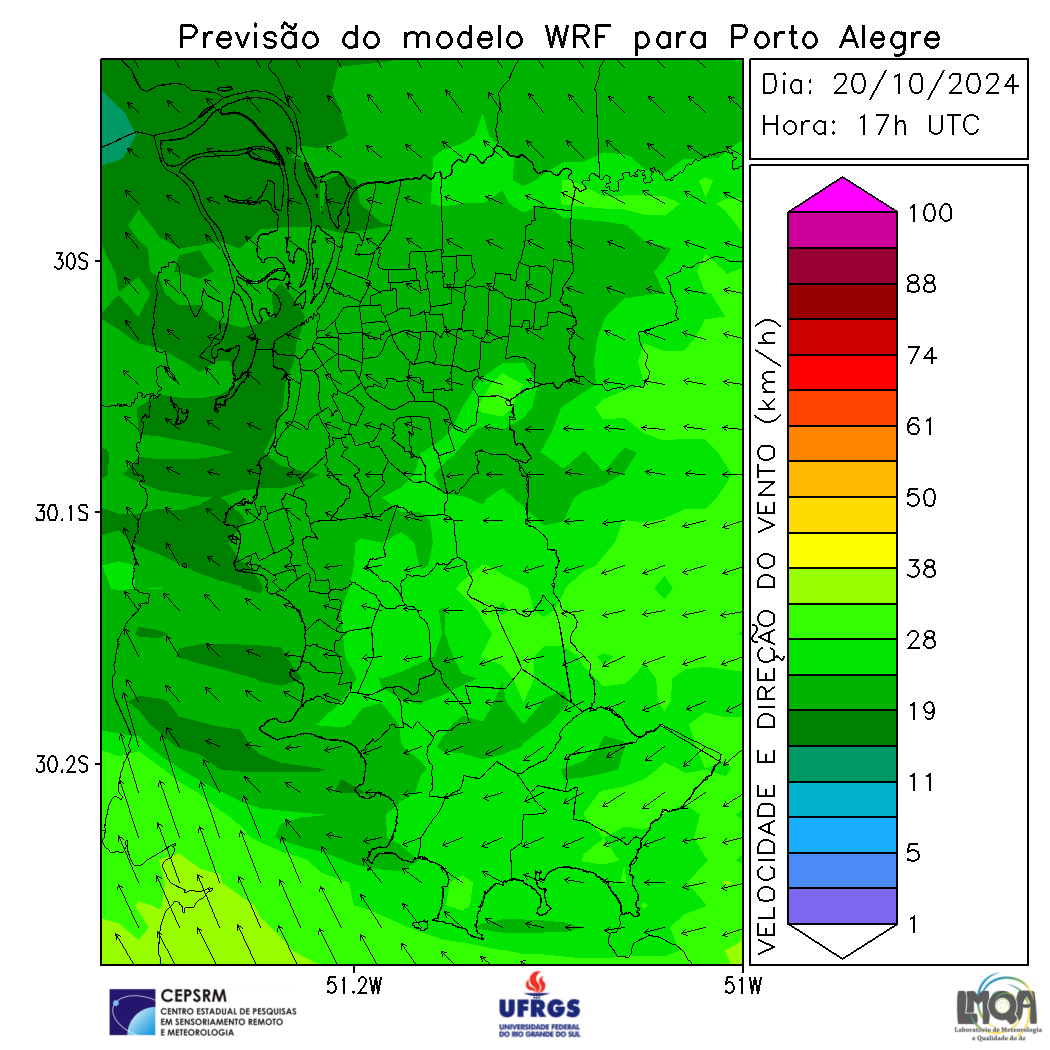 Previsão do modelo WRF para Porto Alegre
Dia: 20/10/2024
Hora: 17h UTC
30S
30.1S
30.2S
51.2W
51W
VELOCIDADE E DIREÇÃO DO VENTO (km/h)
100
88
74
61
50
38
28
19
11
5
1
CEPSRM
CENTRO ESTADUAL DE PESQUISAS
EM SENSORIAMENTO REMOTO
E METEOROLOGIA
UFRGS
UNIVERSIDADE FEDERAL
DO RIO GRANDE DO SUL
LMQA
Laboratório de Meteorologia
e Qualidade do Ar